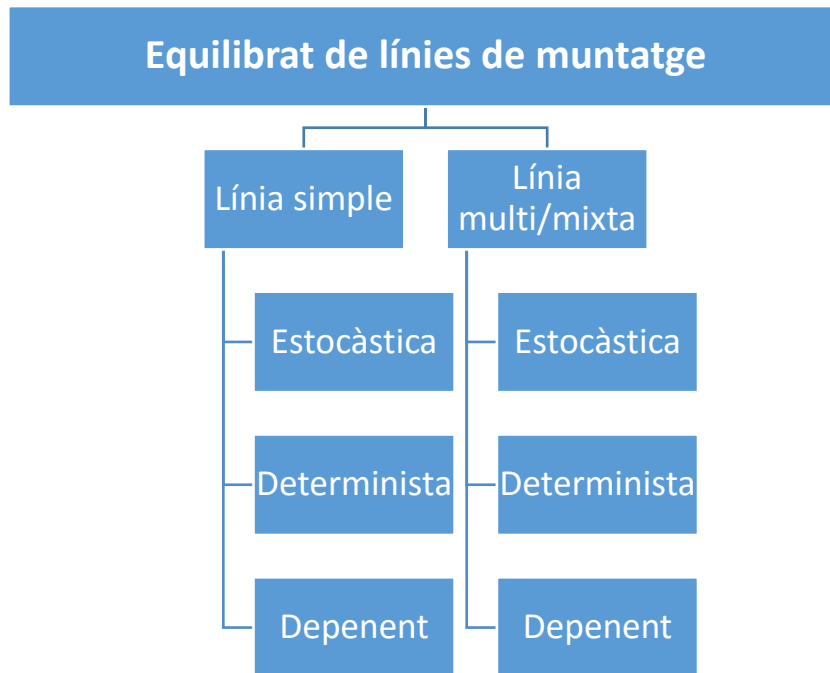 Equilibrat de línies de muntatge
Línia simple
Estocàstica
Determinista
Depenent
Línia
multi/mixta
Estocàstica
Determinista
Depenent